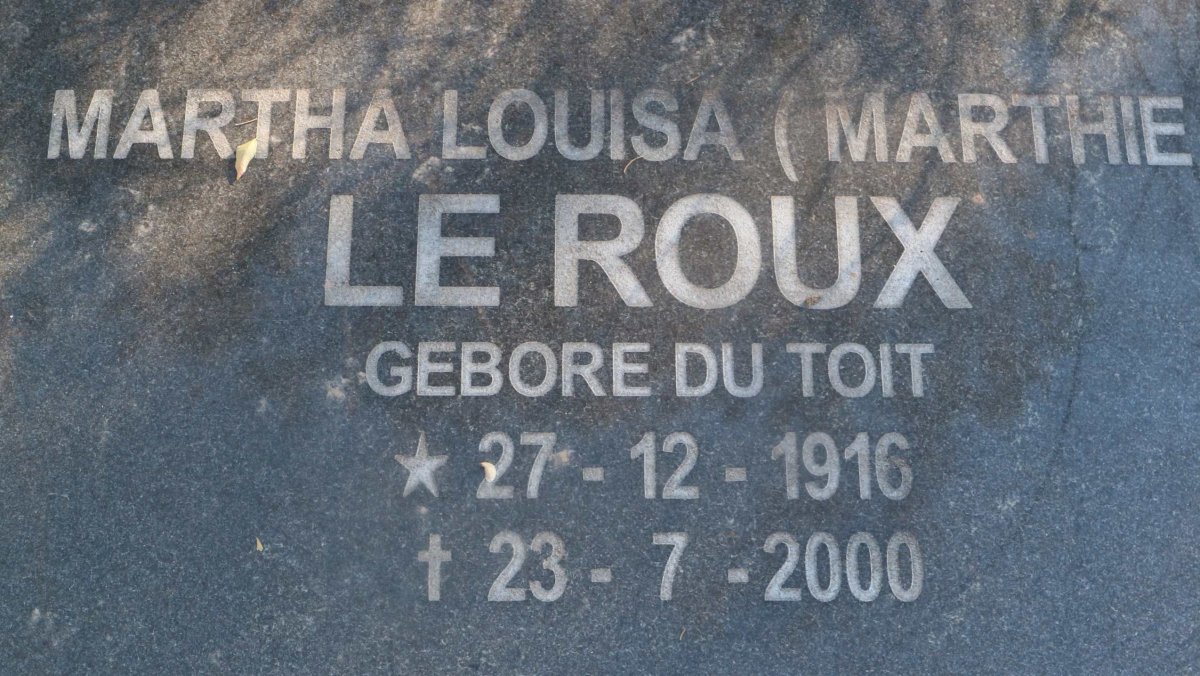 MARTHA LOUISA ( MARTHIE
LE ROUX
GEBORE DU TOIT
★ 27 - 12 - 1916
✝ 23 - 7 - 2000